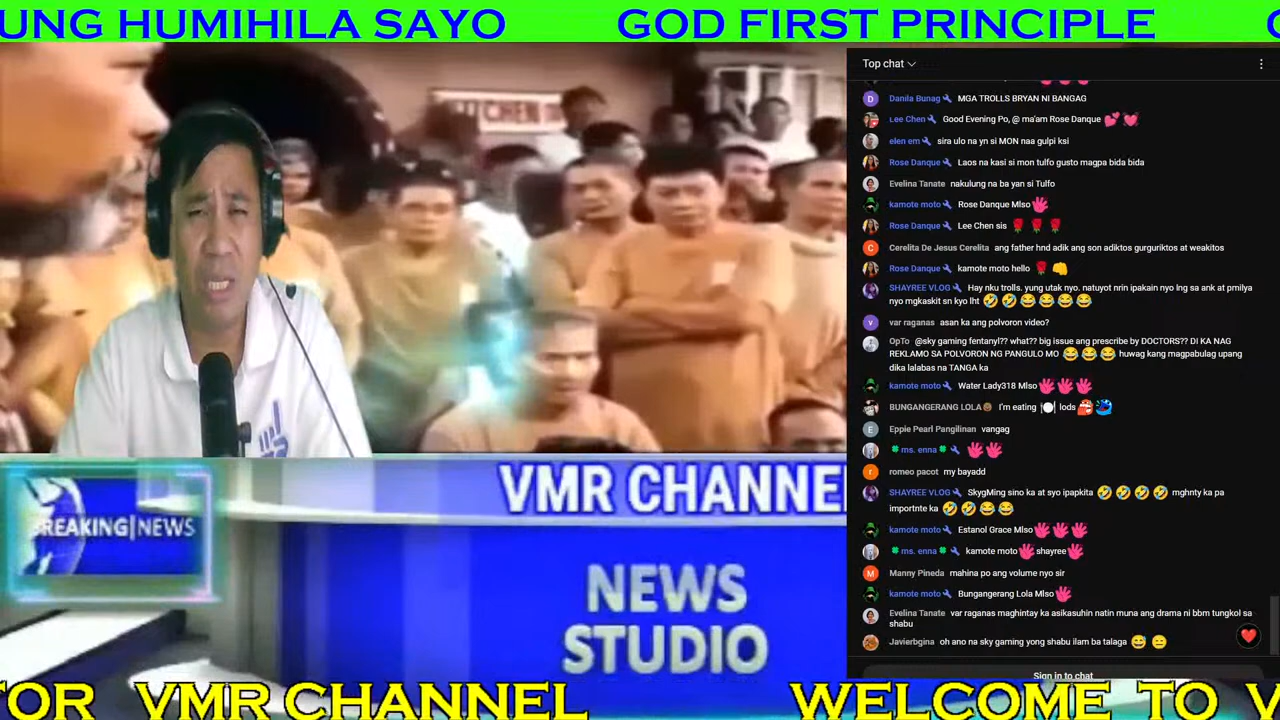 UNG HUMIHILA SAYO GOD FIRST PRINCIPLE
KITCHEN
Top chat
D Danila Bunag MGA TROLLS BRYAN NI BANGAG
Lee Chen Good Evening Po, @ ma'am Rose Danque 💕 💓
elen em sira ulo na yn si MON naa gulpi ksi
Rose Danque Laos na kasi si mon tulfo gusto magpa bida bida
Evelina Tanate nakulung na ba yan si Tulfo
kamote moto Rose Danque Mlso
Rose Danque Lee Chen sis 🌹 🌹 🌹
C Cerelita De Jesus Cerelita ang father hnd adik ang son adiktos gurguriktos at weakitos
Rose Danque kamote moto hello 🌹 👊
SHAYREE VLOG Hay nku trolls. yung utak nyo. natuyot nrin ipakain nyo lng sa ank at pmilya
nyo mgkaskit sn kyo lht 🤣 🤣 😂 😂 😂 😂
v var raganas asan ka ang polvoron video?
OpTo @sky gaming fentanyl?? what?? big issue ang prescribe by DOCTORS?? DI KA NAG
REKLAMO SA POLVORON NG PANGULO MO 😂 😂 😂 huwag kang magpabulag upang
dika lalabas na TANGA ka
kamote moto Water Lady318 Mlso
BUNGANGERANG LOLA I'm eating 🍽 lods
E Eppie Pearl Pangilinan vangag
🍀 ms. enna 🍀
r romeo pacot my bayadd
SHAYREE VLOG SkygMing sino ka at syo ipapkita 🤣 🤣 🤣 🤣 mghnty ka pa
importnte ka 🤣 🤣 😂 😂
kamote moto Estanol Grace Mlso
🍀 ms. enna 🍀 kamote moto shayree
M Manny Pineda mahina po ang volume nyo sir
kamote moto Bungangerang Lola Mlso
Evelina Tanate var raganas maghintay ka asikasuhin natin muna ang drama ni bbm tungkol sa
shabu
Javierbgina oh ano na sky gaming yong shabu ilam ba talaga 😅 😑
Sign in to chat
VMR CHANNE
BREAKING|NEWS
NEWS
STUDIO
TOR VMR CHANNEL WELCOME TO V